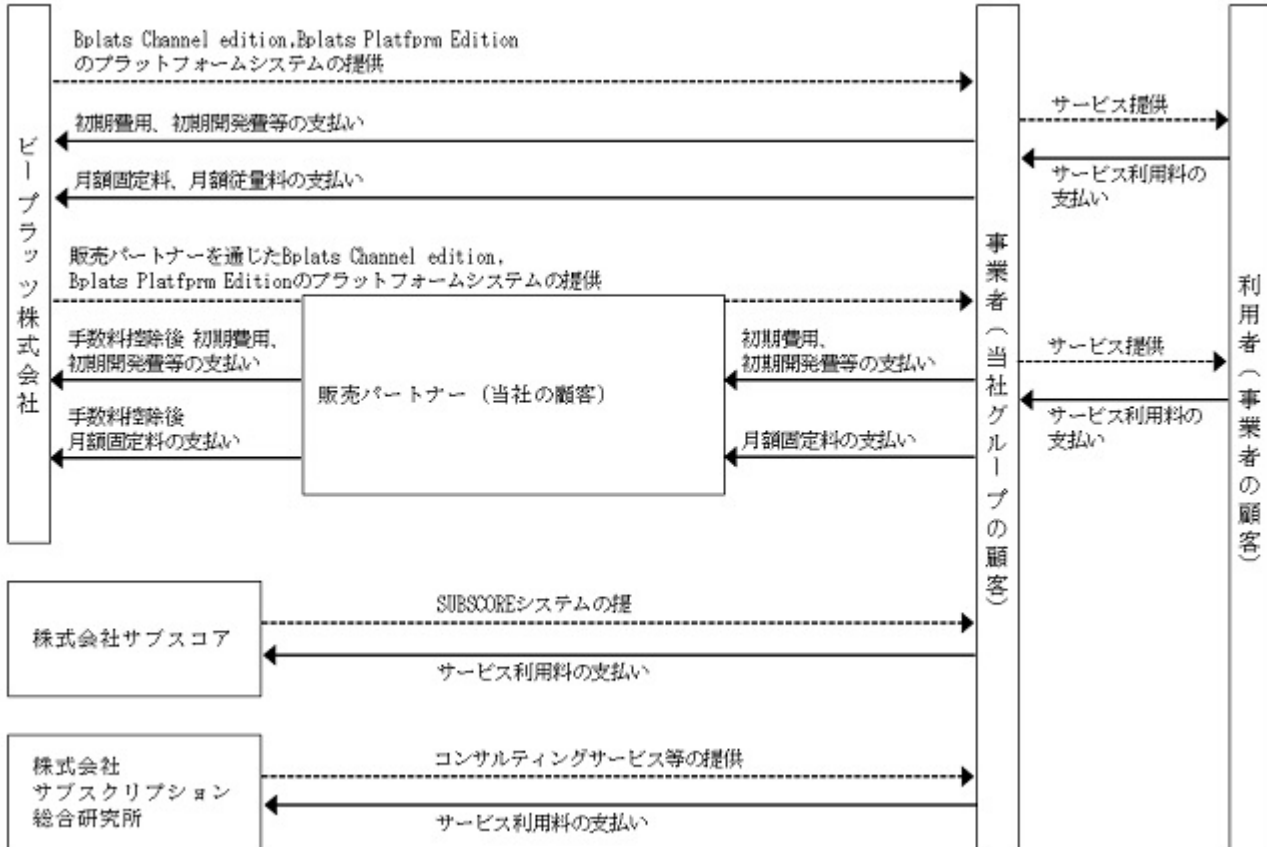 Bplats Channel edition,Bplats Platfprm Edition
のプラットフォームシステムの提供
初期費用、初期開発費等の支払い
月額固定料、月額従量料の支払い
サービス提供
サービス利用料の
支払い
ビープラッツ株式会社
販売パートナーを通じたBplats Channel edition,
Bplats Platfprm Editionのプラットフォームシステムの提供
手数料控除後 初期費用、
初期開発費等の支払い
手数料控除後
月額固定料の支払い
販売パートナー（当社の顧客）
初期費用、
初期開発費等の支払い
月額固定料の支払い
事業者（当社グループの顧客）
サービス提供
サービス利用料の
支払い
利用者（事業者の顧客）
株式会社サブスコア
SUBSCOREシステムの提
サービス利用料の支払い
株式会社
サブスクリプション
総合研究所
コンサルティングサービス等の提供
サービス利用料の支払い